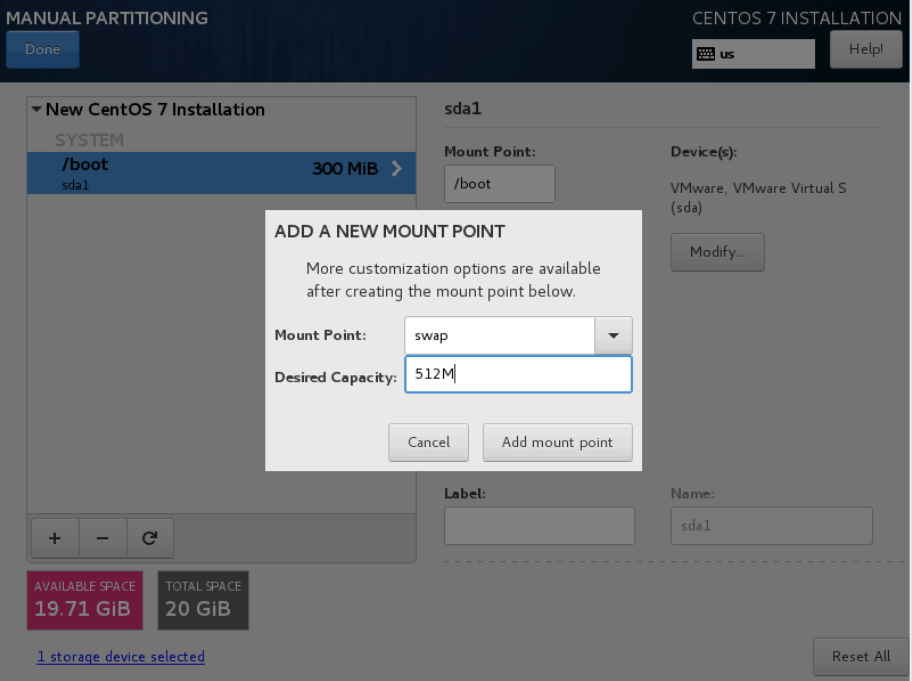 MANUAL PARTITIONING
CENTOS 7 INSTALLATION
Done
us
Help!
New CentOS 7 Installation
SYSTEM
/boot
300 MiB
sda1
sda1
Mount Point:
Device(s):
/boot
VMware, VMware Virtual S
(sda)
Modify...
ADD A NEW MOUNT POINT
More customization options are available
after creating the mount point below.
Mount Point:
swap
Desired Capacity:
512M
Cancel
Add mount point
Label:
Name:
sda1
+
−
AVAILABLE SPACE
19.71 GiB
TOTAL SPACE
20 GiB
1 storage device selected
Reset All